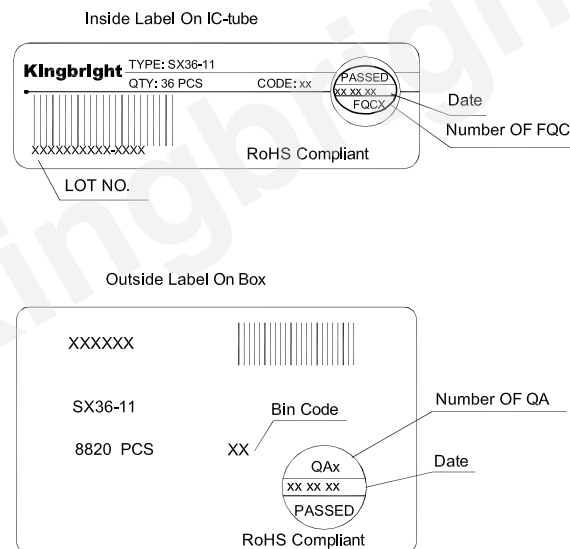 Inside Label On IC-tube
Kingbright
TYPE: SX36-11
QTY: 36 PCS CODE: xx
PASSED
xx xx xx
FQCX
Date
Number OF FQC
XXXXXXXXXX-XXXX
RoHS Compliant
LOT NO.
Outside Label On Box
XXXXXX
SX36-11
Bin Code
Number OF QA
8820 PCS XX
QAx
Date
xx xx xx
PASSED
RoHS Compliant
Kingbright